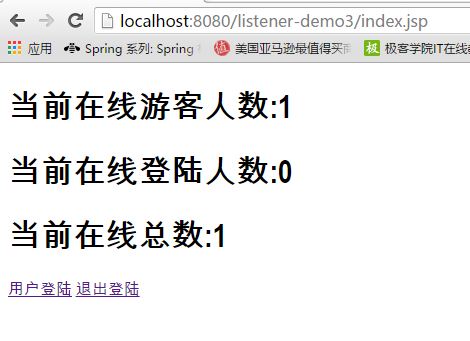 localhost:8080/listener-demo3/index.jsp
应用 Spring 系列: Spring 美国亚马逊最值得买 极客学院IT在线
当前在线游客人数:1
当前在线登陆人数:0
当前在线总数:1
用户登陆 退出登陆